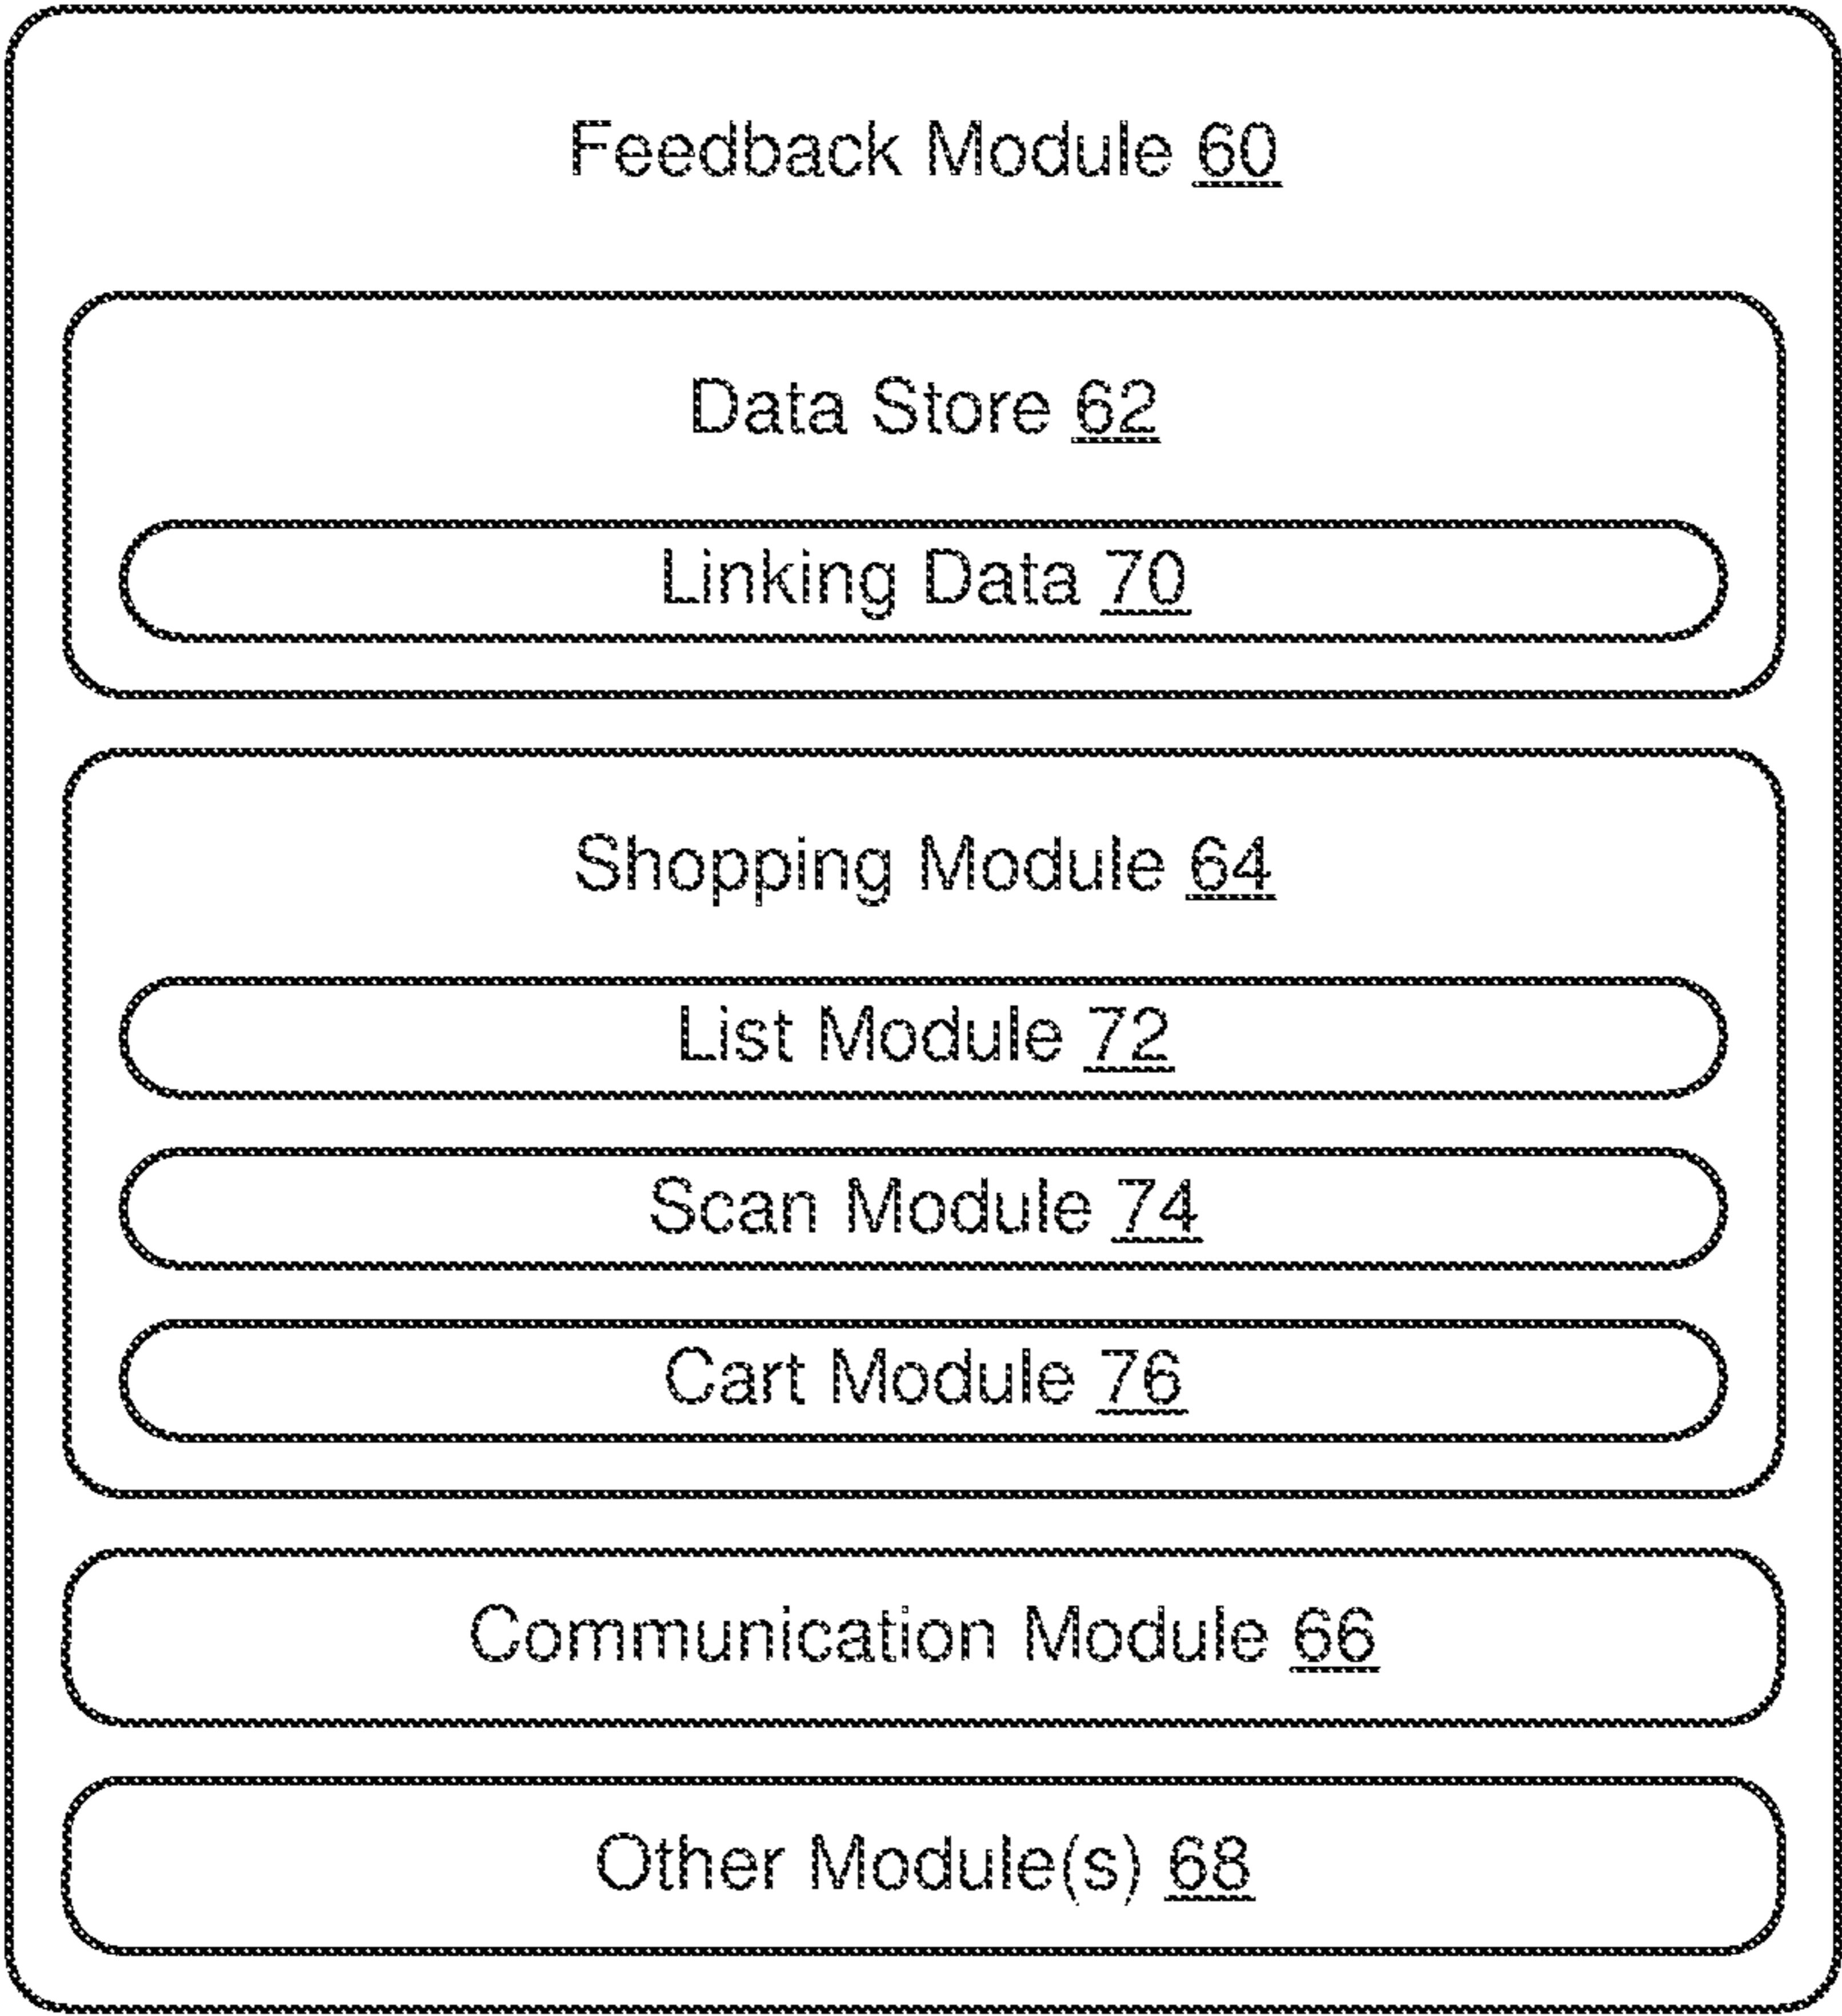 Feedback Module 60
Data Store 62
Linking Data 70
Shopping Module 64
List Module 72
Scan Module 74
Cart Module 76
Communication Module 66
Other Module(s) 68